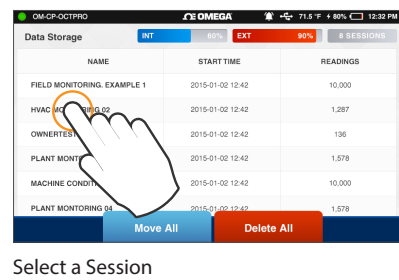 OM-CP-OCTPRO ΩE OMEGA 71.5 °F 80% 12:32 PM
Data Storage INT 60% EXT 90% 8 SESSIONS
NAME START TIME READINGS
FIELD MONITORING. EXAMPLE 1 2015-01-02 12:42 10,000
HVAC MONITORING 02 2015-01-02 12:42 1,287
OWNERTES 2015-01-02 12:42 136
PLANT MONT 2015-01-02 12:42 1,578
MACHINE CONDIT 2015-01-02 12:42 10,000
PLANT MONTORING 04 2015-01-02 12:42 1,578
Move All Delete All
Select a Session